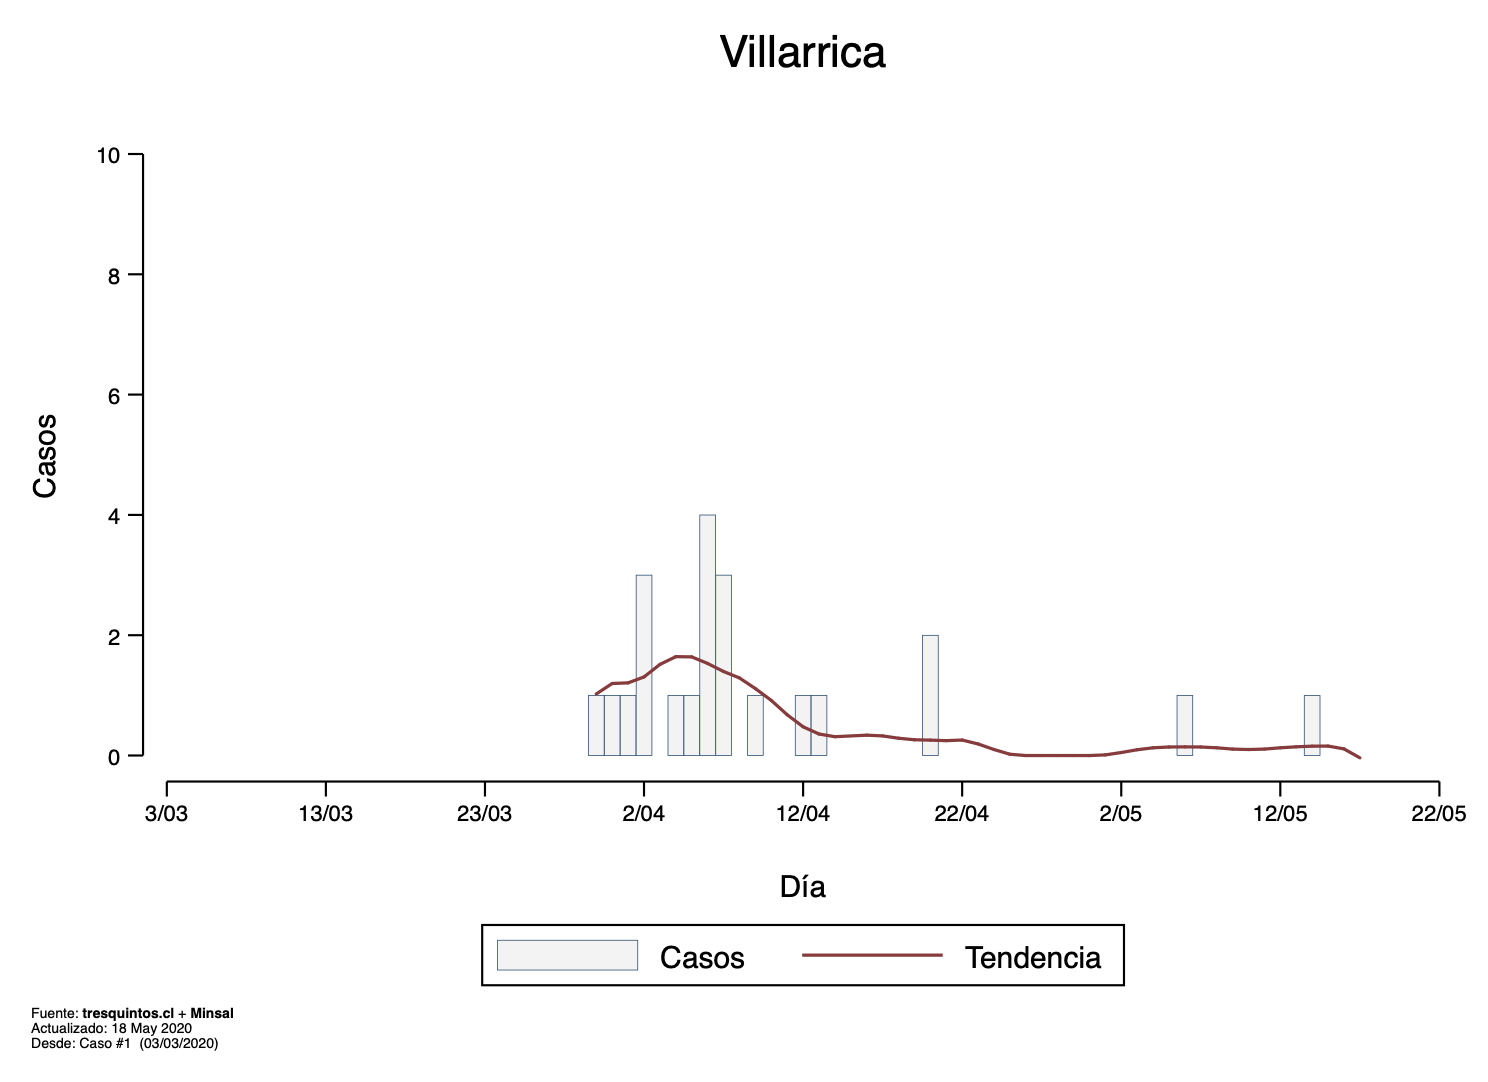 Villarrica
10
8
6
4
2
0
Casos
3/03 13/03 23/03 2/04 12/04 22/04 2/05 12/05 22/05
Día
Casos Tendencia
Fuente: tresquintos.cl + Minsal
Actualizado: 18 May 2020
Desde: Caso #1 (03/03/2020)